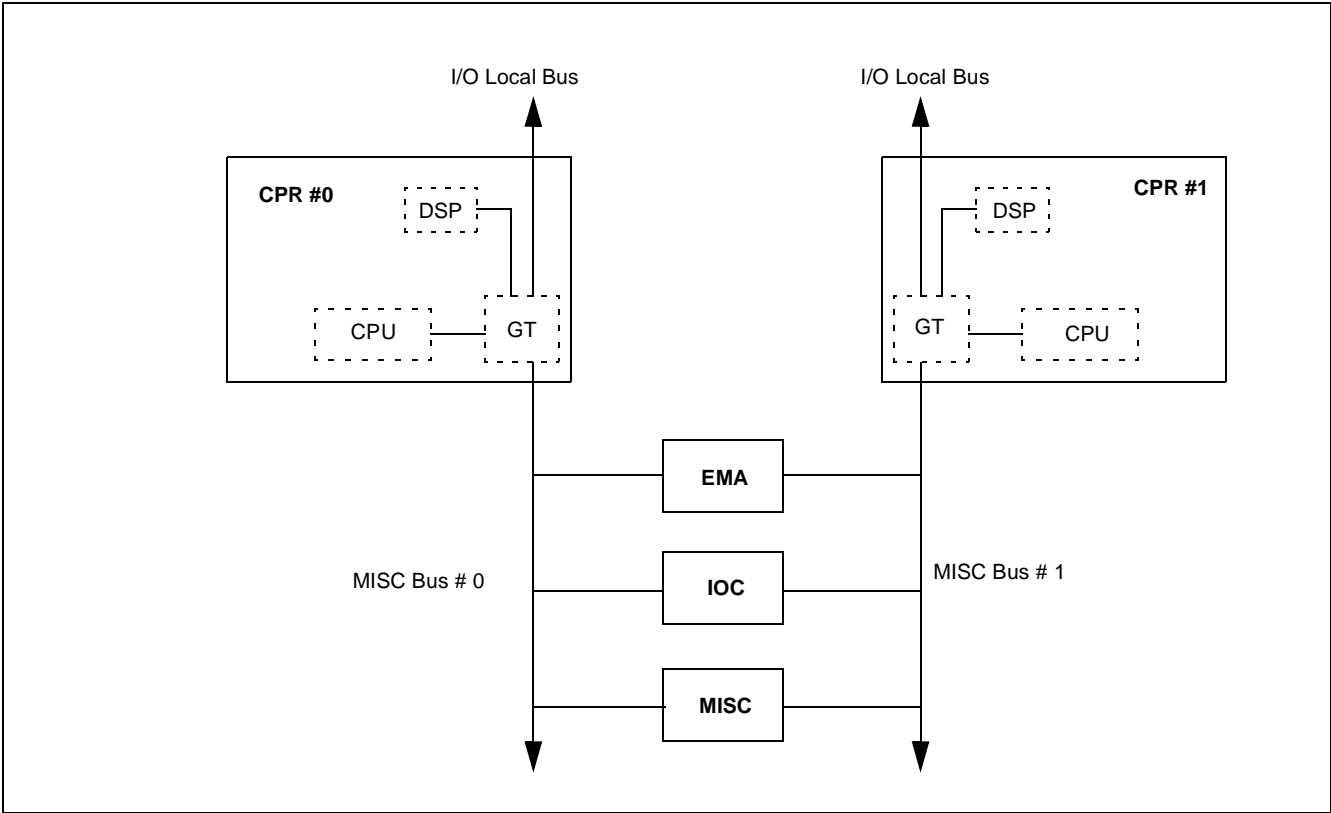 I/O Local Bus
I/O Local Bus
CPR #0
CPR #1
DSP
DSP
CPU
GT
GT
CPU
EMA
MISC Bus # 0
IOC
MISC Bus # 1
MISC